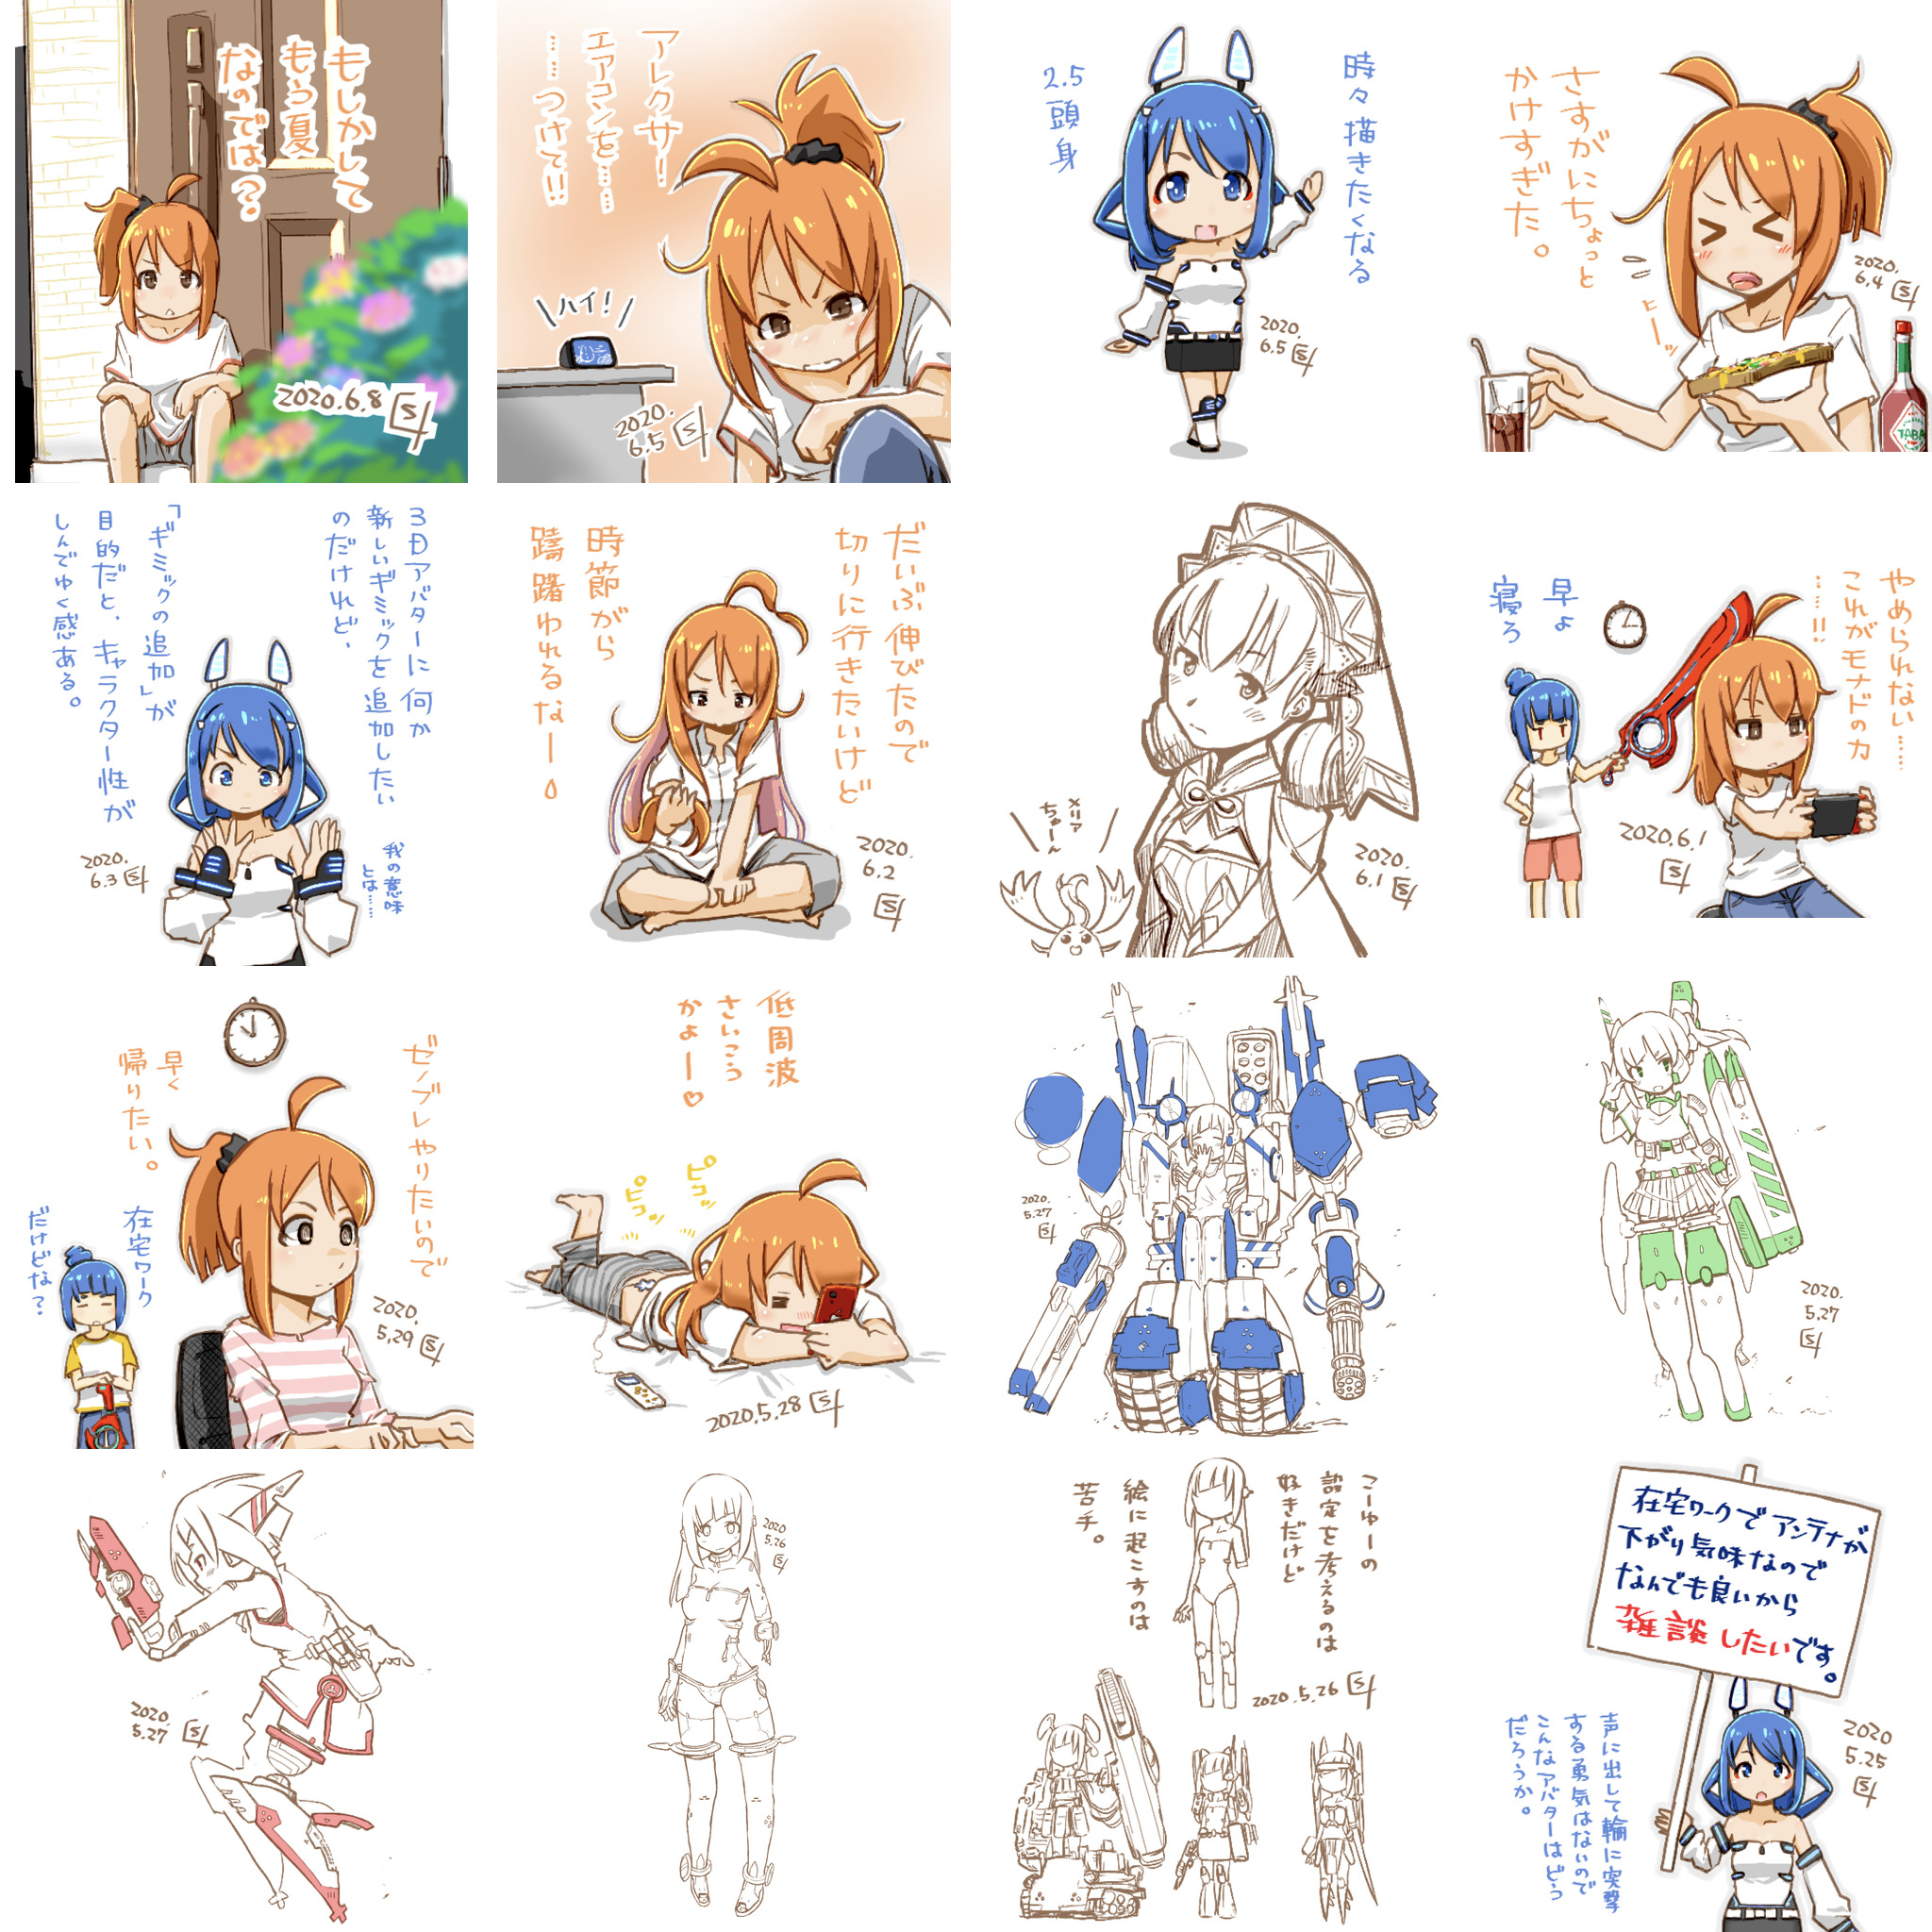 もしかして
もう夏
なのでは?
2020.6.8
アレクサ!
エアコンを……
……つけて!!
\ハイ!/
2020.
6.5
時々描きたくなる
2.5頭身
2020.
6.5
さすがにちょっと
かけすぎた。
ヒーッ
2020.
6.4
TABA
3Dアバターに何か
新しいギミックを追加したい
のだけれど、
「ギミックの追加」が
目的だと、キャラクター性が
しんでゆく感ある。
我の意味
とは……
2020.
6.3
だいぶ伸びたので
切りに行きたいけど
時節がら
躊躇われるなー。
2020.
6.2
メリア
ちゃーん
2020.
6.1
やめられない……
これがモナドの力
……!!
早よ
寝ろ
2020.6.1
ゼノブレやりたいので
早く
帰りたい。
在宅ワーク
だけどな?
2020.
5.29
低周波
さいこう
かよー♡
ピコッ
ピコッ
2020.5.28
2020.
5.27
2020.
5.27
2020.
5.27
2020
5.26
こーゆーの
設定を考えるのは
好きだけど
絵に起こすのは
苦手。
2020.5.26
在宅ワークでアンテナが
下がり気味なので
なんでも良いから
雑談したいです。
声に出して輪に突撃
する勇気はないので
こんなアバターはどう
だろうか。
2020
5.25